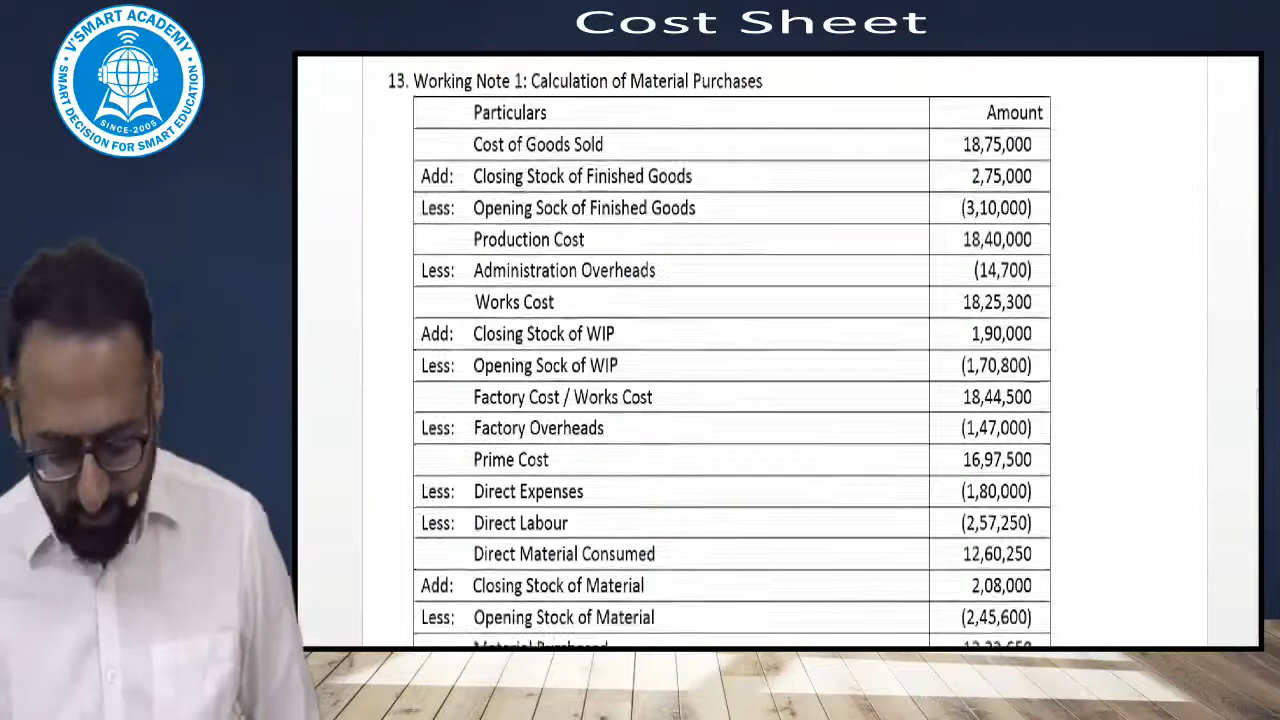 Cost Sheet
V'SMART ACADEMY
SMART DECISION FOR SMART EDUCATION
SINCE-2005
13. Working Note 1: Calculation of Material Purchases
Particulars Amount
Cost of Goods Sold 18,75,000
Add: Closing Stock of Finished Goods 2,75,000
Less: Opening Sock of Finished Goods (3,10,000)
Production Cost 18,40,000
Less: Administration Overheads (14,700)
Works Cost 18,25,300
Add: Closing Stock of WIP 1,90,000
Less: Opening Sock of WIP (1,70,800)
Factory Cost / Works Cost 18,44,500
Less: Factory Overheads (1,47,000)
Prime Cost 16,97,500
Less: Direct Expenses (1,80,000)
Less: Direct Labour (2,57,250)
Direct Material Consumed 12,60,250
Add: Closing Stock of Material 2,08,000
Less: Opening Stock of Material (2,45,600)